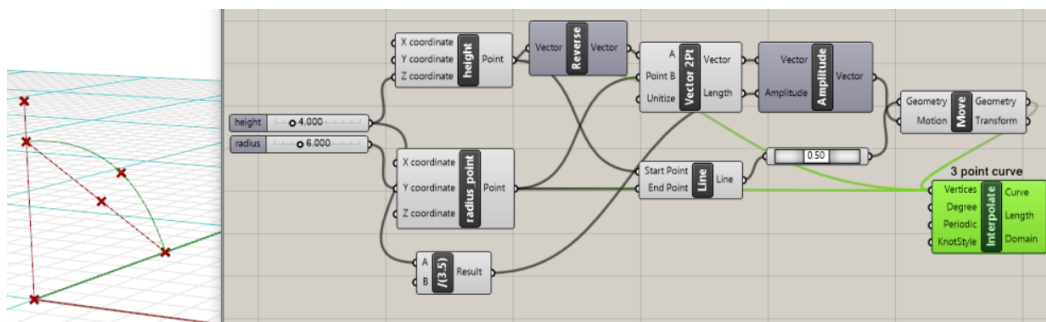 X coordinate
Y coordinate
Z coordinate
height
Point
Vector
Reverse
Vector
A
Point B
Unitize
Vector 2Pt
Vector
Length
Vector
Amplitude
Amplitude
Vector
Geometry
Motion
Move
Geometry
Transform
height
4.000
radius
6.000
X coordinate
Y coordinate
Z coordinate
radius_point
Point
Start Point
End Point
Line
Line
0.50
3 point curve
Vertices
Degree
Periodic
KnotStyle
Interpolate
Curve
Length
Domain
A
B
/(3.5)
Result